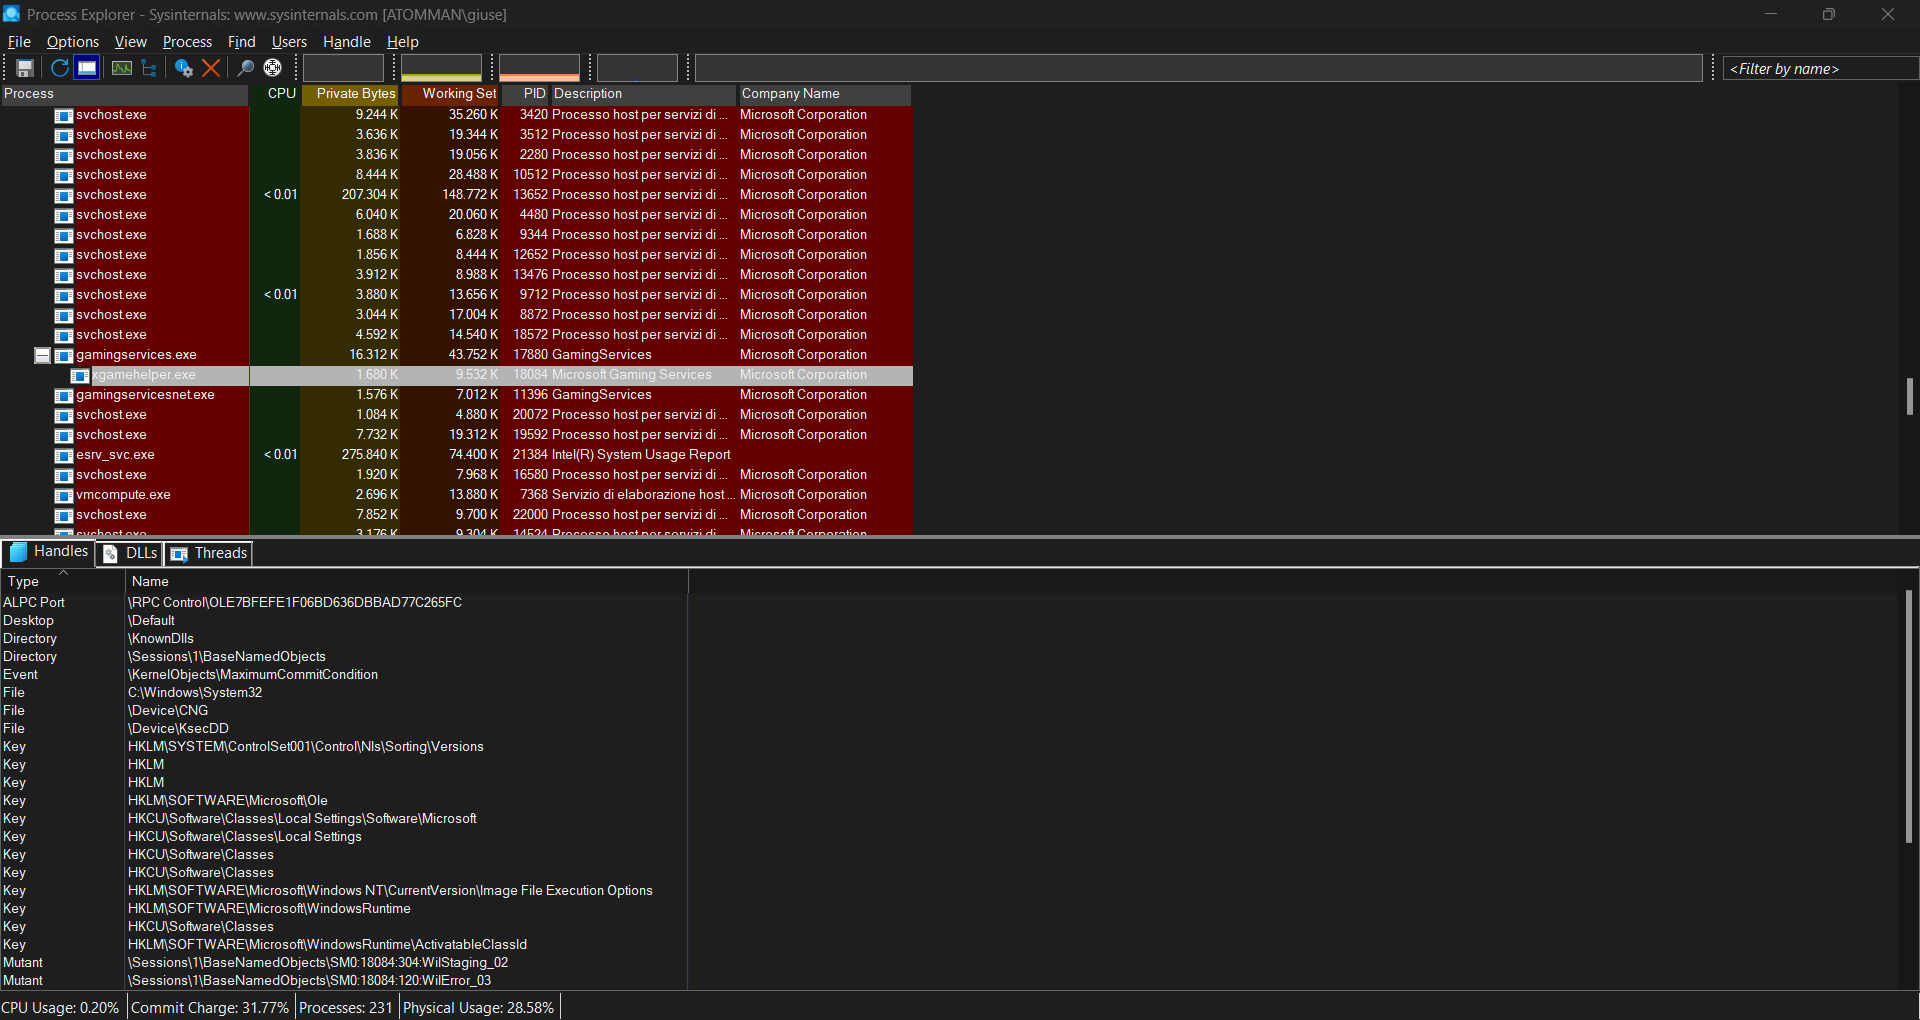 Process Explorer - Sysinternals: www.sysinternals.com [ATOMMAN\giuse]
File Options View Process Find Users Handle Help
<Filter by name>
Process CPU Private Bytes Working Set PID Description Company Name
svchost.exe 9.244 K 35.260 K 3420 Processo host per servizi di ... Microsoft Corporation
svchost.exe 3.636 K 19.344 K 3512 Processo host per servizi di ... Microsoft Corporation
svchost.exe 3.836 K 19.056 K 2280 Processo host per servizi di ... Microsoft Corporation
svchost.exe 8.444 K 28.488 K 10512 Processo host per servizi di ... Microsoft Corporation
svchost.exe < 0.01 207.304 K 148.772 K 13652 Processo host per servizi di ... Microsoft Corporation
svchost.exe 6.040 K 20.060 K 4480 Processo host per servizi di ... Microsoft Corporation
svchost.exe 1.688 K 6.828 K 9344 Processo host per servizi di ... Microsoft Corporation
svchost.exe 1.856 K 8.444 K 12652 Processo host per servizi di ... Microsoft Corporation
svchost.exe 3.912 K 8.988 K 13476 Processo host per servizi di ... Microsoft Corporation
svchost.exe < 0.01 3.880 K 13.656 K 9712 Processo host per servizi di ... Microsoft Corporation
svchost.exe 3.044 K 17.004 K 8872 Processo host per servizi di ... Microsoft Corporation
svchost.exe 4.592 K 14.540 K 18572 Processo host per servizi di ... Microsoft Corporation
gamingservices.exe 16.312 K 43.752 K 17880 GamingServices Microsoft Corporation
xgamehelper.exe 1.680 K 9.532 K 18084 Microsoft Gaming Services Microsoft Corporation
gamingservicesnet.exe 1.576 K 7.012 K 11396 GamingServices Microsoft Corporation
svchost.exe 1.084 K 4.880 K 20072 Processo host per servizi di ... Microsoft Corporation
svchost.exe 7.732 K 19.312 K 19592 Processo host per servizi di ... Microsoft Corporation
esrv_svc.exe < 0.01 275.840 K 74.400 K 21384 Intel(R) System Usage Report
svchost.exe 1.920 K 7.968 K 16580 Processo host per servizi di ... Microsoft Corporation
vmcompute.exe 2.696 K 13.880 K 7368 Servizio di elaborazione host ... Microsoft Corporation
svchost.exe 7.852 K 9.700 K 22000 Processo host per servizi di ... Microsoft Corporation
svchost.exe 3.176 K 9.304 K 14524 Processo host per servizi di ... Microsoft Corporation
Handles DLLs Threads
Type Name
ALPC Port \RPC Control\OLE7BFEFE1F06BD636DBBAD77C265FC
Desktop \Default
Directory \KnownDlls
Directory \Sessions\1\BaseNamedObjects
Event \KernelObjects\MaximumCommitCondition
File C:\Windows\System32
File \Device\CNG
File \Device\KsecDD
Key HKLM\SYSTEM\ControlSet001\Control\Nls\Sorting\Versions
Key HKLM
Key HKLM
Key HKLM\SOFTWARE\Microsoft\Ole
Key HKCU\Software\Classes\Local Settings\Software\Microsoft
Key HKCU\Software\Classes\Local Settings
Key HKCU\Software\Classes
Key HKCU\Software\Classes
Key HKLM\SOFTWARE\Microsoft\Windows NT\CurrentVersion\Image File Execution Options
Key HKLM\SOFTWARE\Microsoft\WindowsRuntime
Key HKCU\Software\Classes
Key HKLM\SOFTWARE\Microsoft\WindowsRuntime\ActivatableClassId
Mutant \Sessions\1\BaseNamedObjects\SM0:18084:304:WilStaging_02
Mutant \Sessions\1\BaseNamedObjects\SM0:18084:120:WilError_03
CPU Usage: 0.20% Commit Charge: 31.77% Processes: 231 Physical Usage: 28.58%